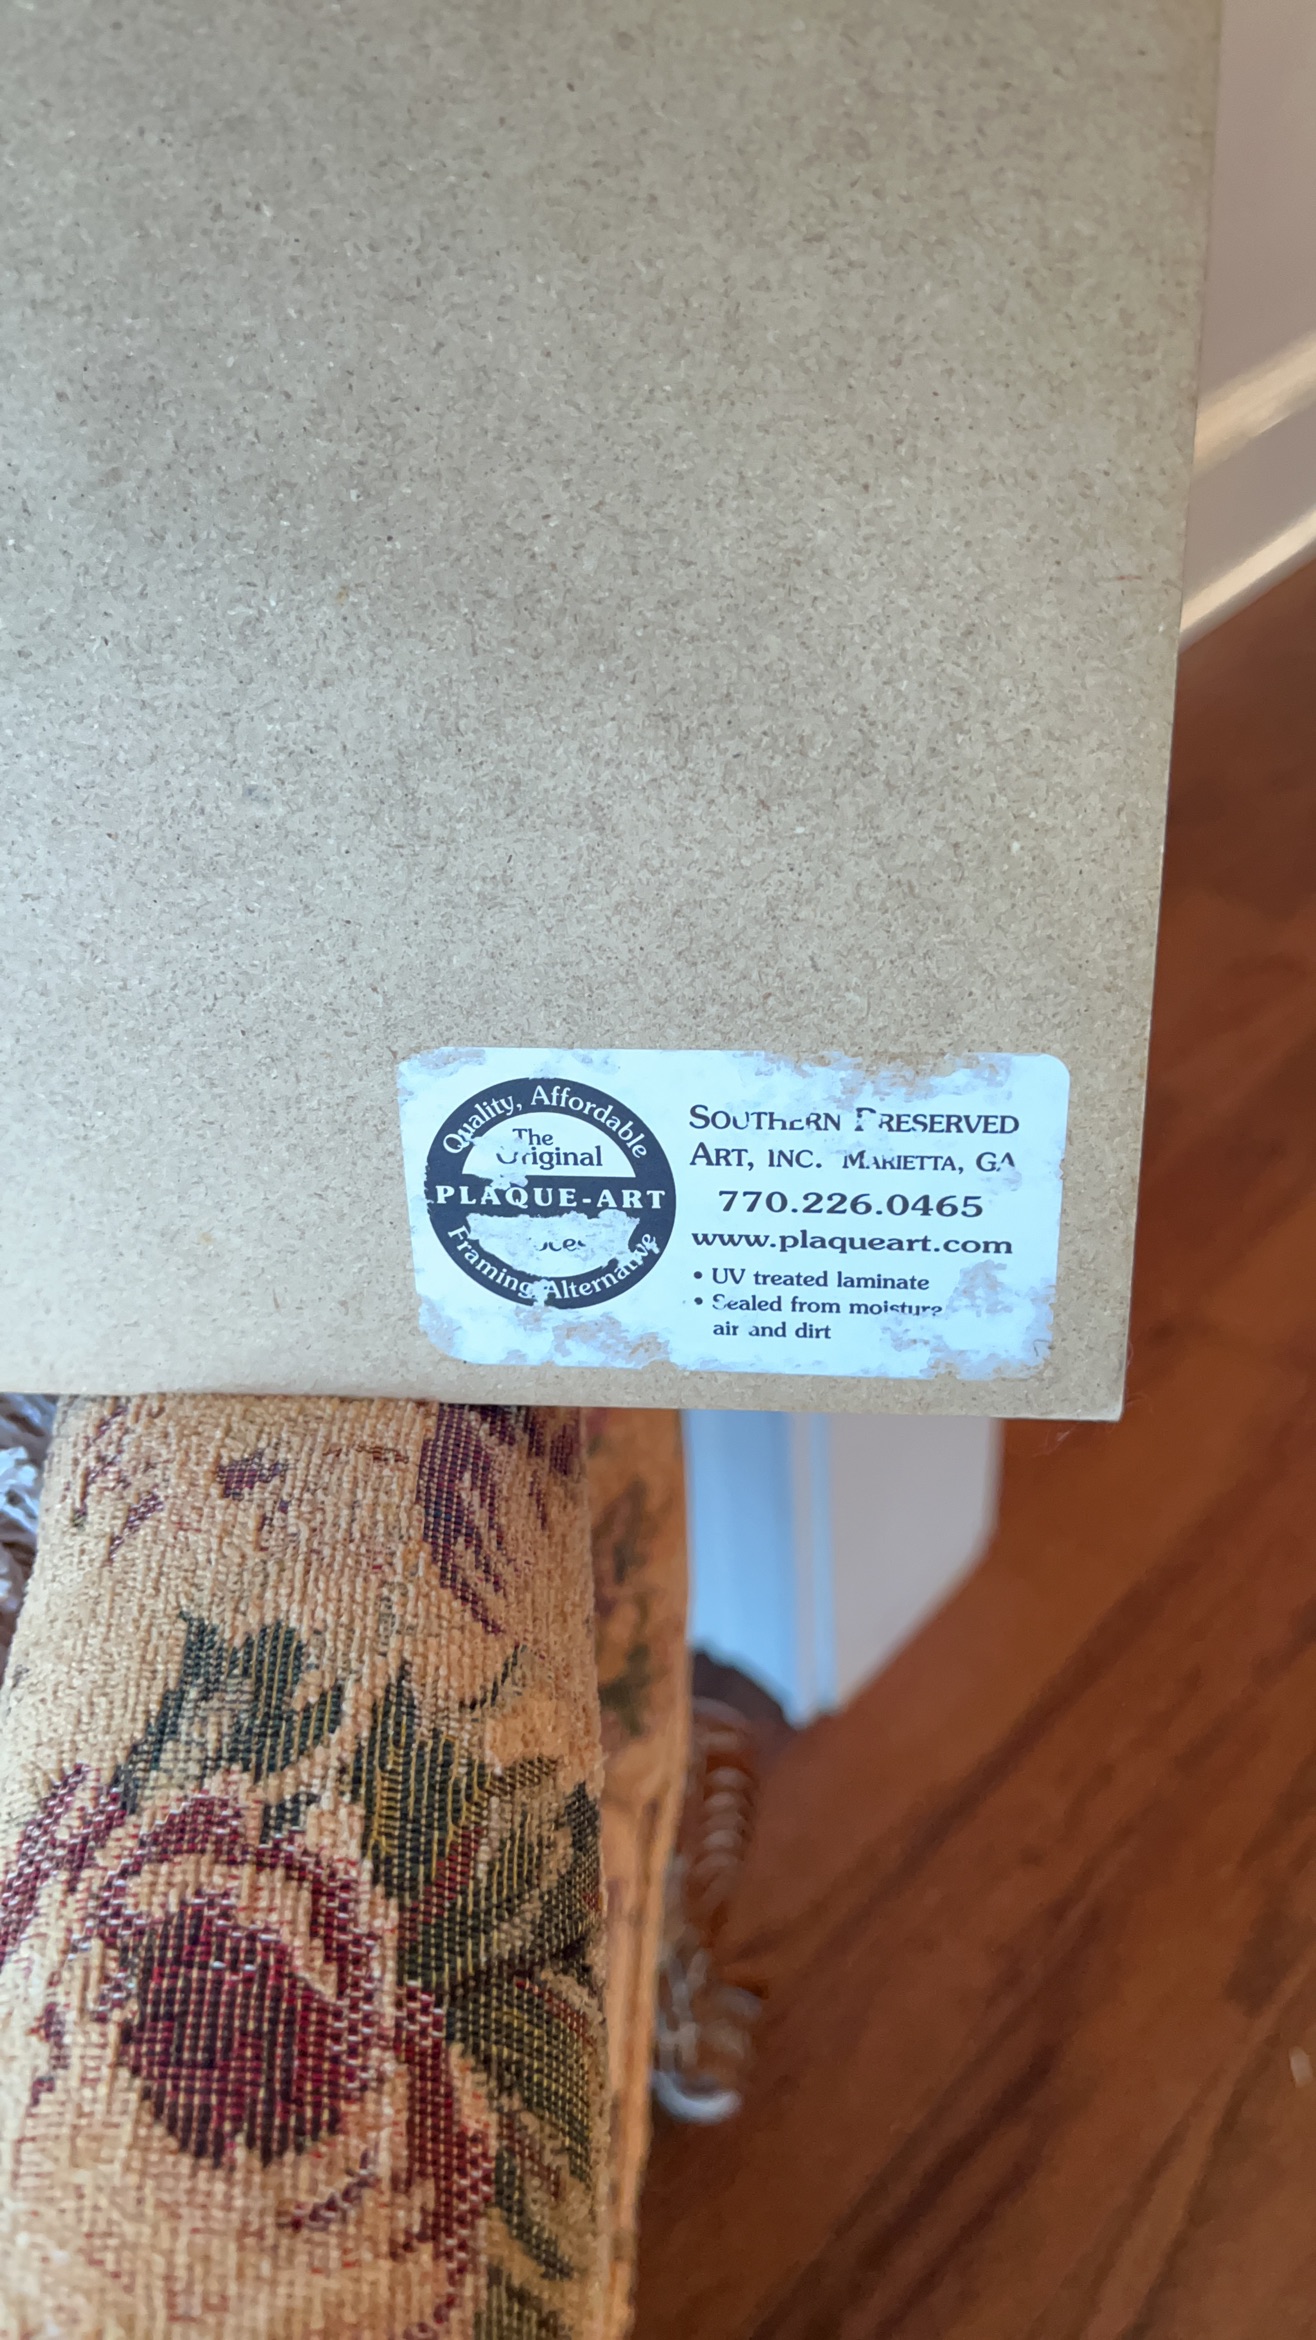 Quality, Affordable
The
Original
PLAQUE-ART
Framing Alternative
SOUTHERN PRESERVED
ART, INC. MARIETTA, GA
770.226.0465
www.plaqueart.com
• UV treated laminate
• Sealed from moisture
air and dirt